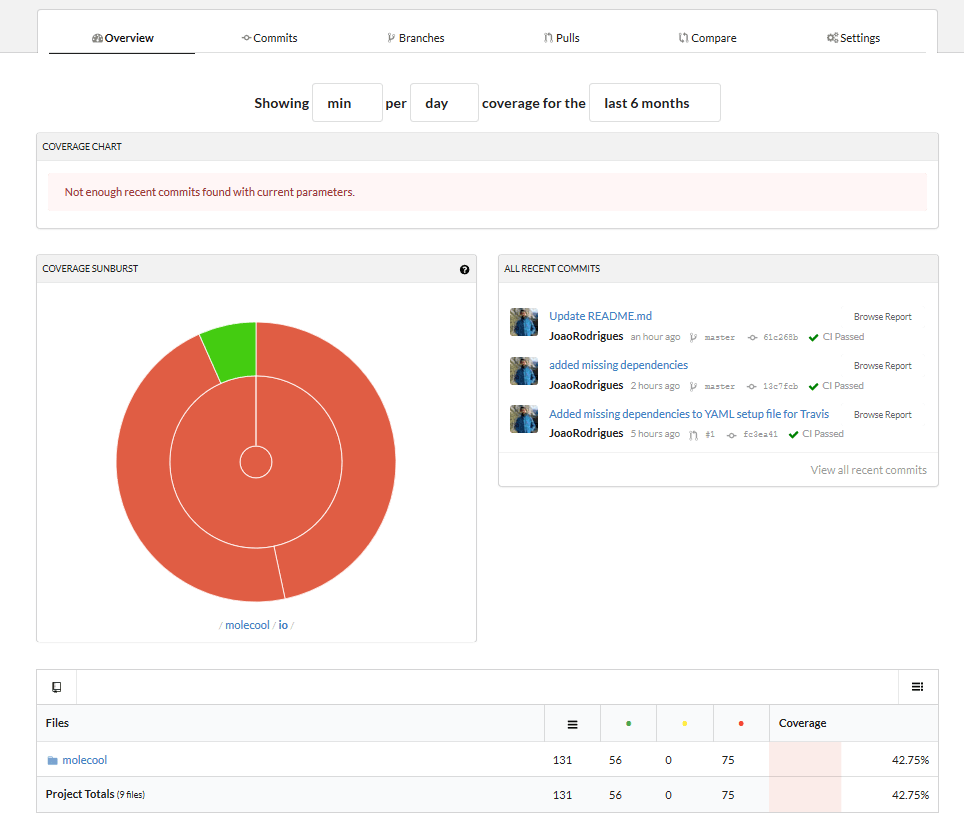 Overview Commits Branches Pulls Compare Settings
Showing min per day coverage for the last 6 months
COVERAGE CHART
Not enough recent commits found with current parameters.
COVERAGE SUNBURST
/ molecool / io /
ALL RECENT COMMITS
Update README.md Browse Report
JoaoRodrigues an hour ago master 61c268b CI Passed
added missing dependencies Browse Report
JoaoRodrigues 2 hours ago master 13c7fcb CI Passed
Added missing dependencies to YAML setup file for Travis Browse Report
JoaoRodrigues 5 hours ago #1 fc3ea41 CI Passed
View all recent commits
Files Coverage
molecool 131 56 0 75 42.75%
Project Totals (9 files) 131 56 0 75 42.75%